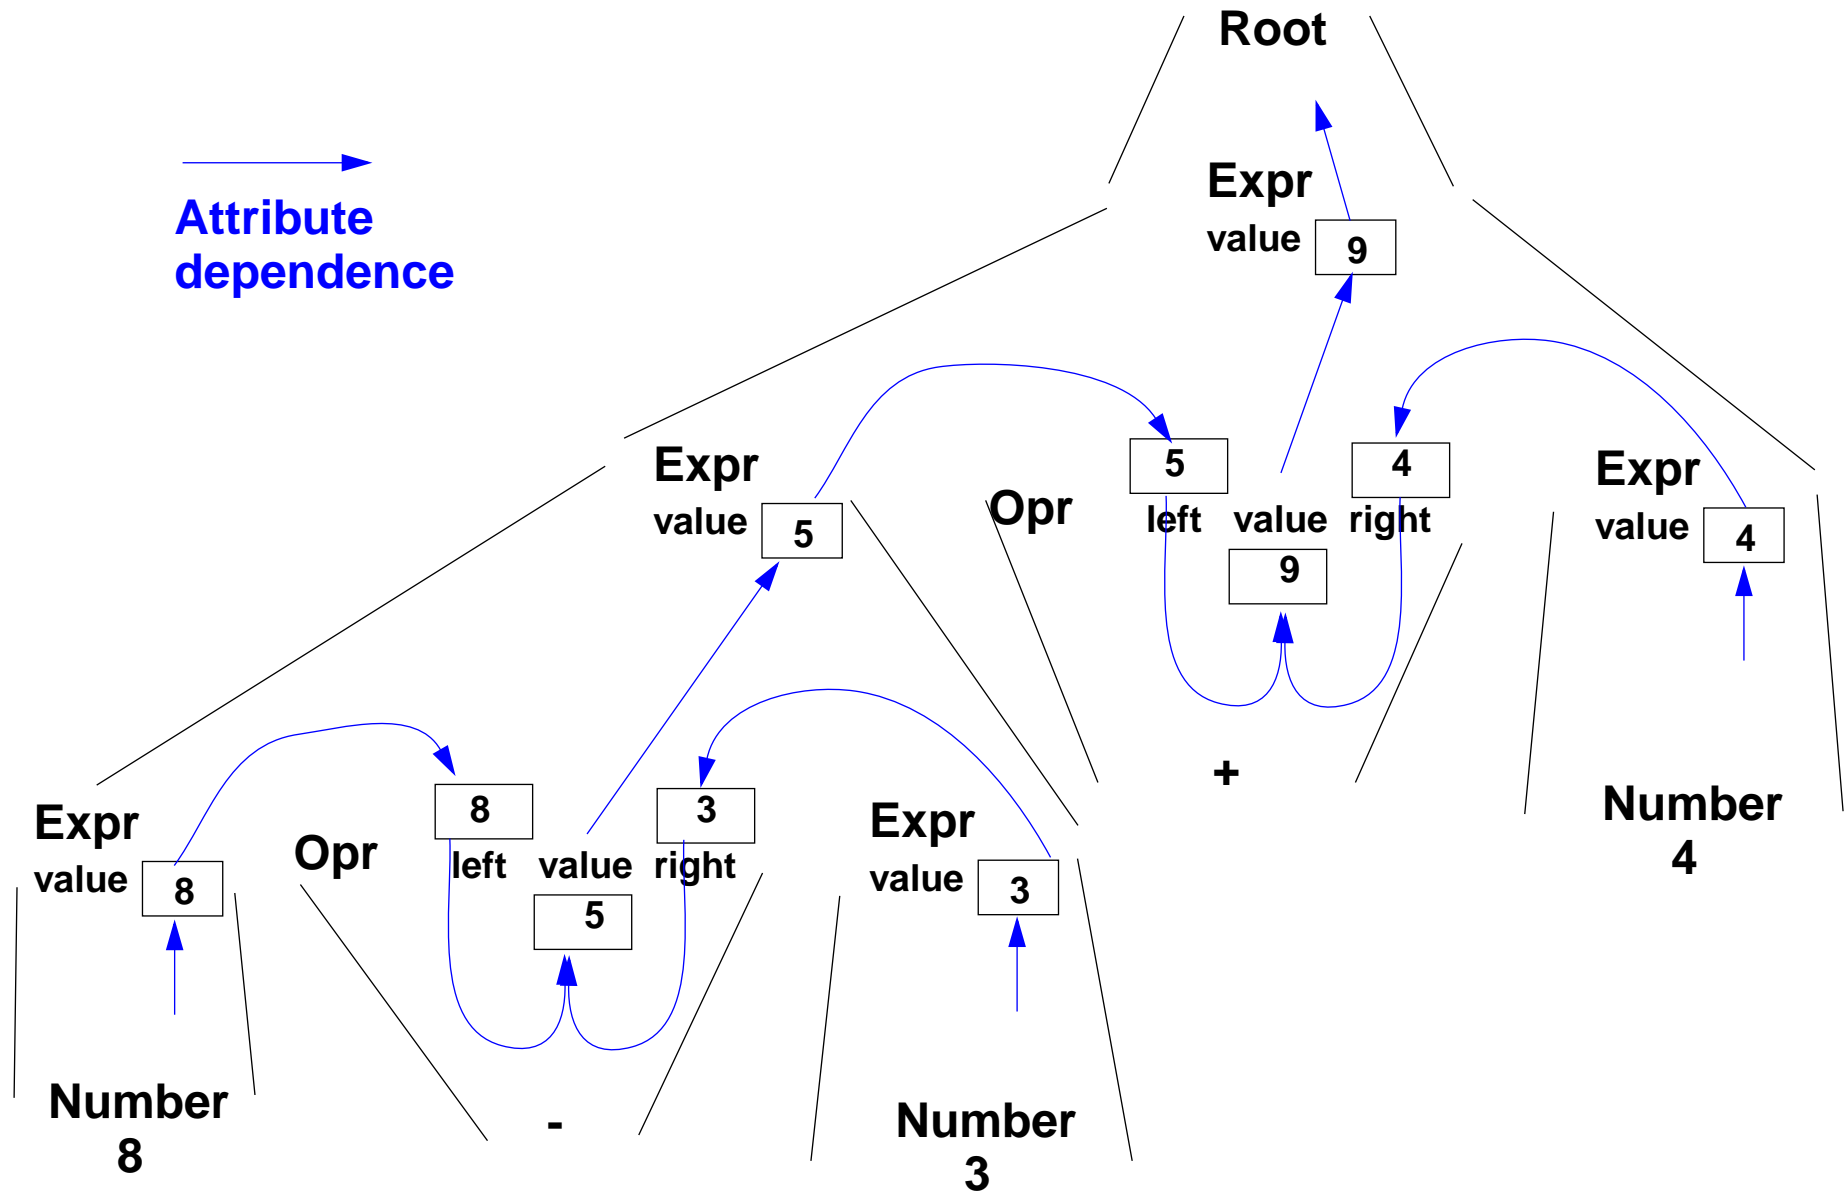 Root
Expr
value 9
Attribute
dependence
Expr
value 5
Opr
5 4
left value right
9
Expr
value 4
+
Number
4
Expr
value 8
Opr
8 3
left value right
5
Expr
value 3
Number
8
-
Number
3